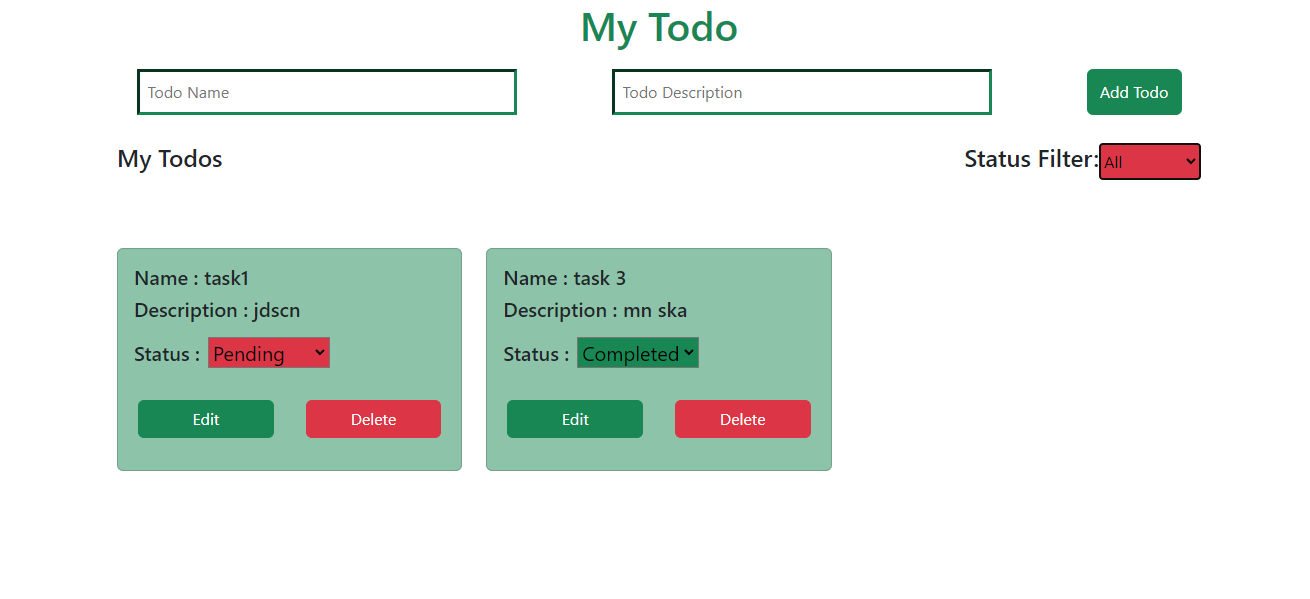 My Todo
Todo Name
Todo Description
Add Todo
My Todos
Status Filter: All
Name : task1
Description : jdscn
Status : Pending
Edit
Delete
Name : task 3
Description : mn ska
Status : Completed
Edit
Delete